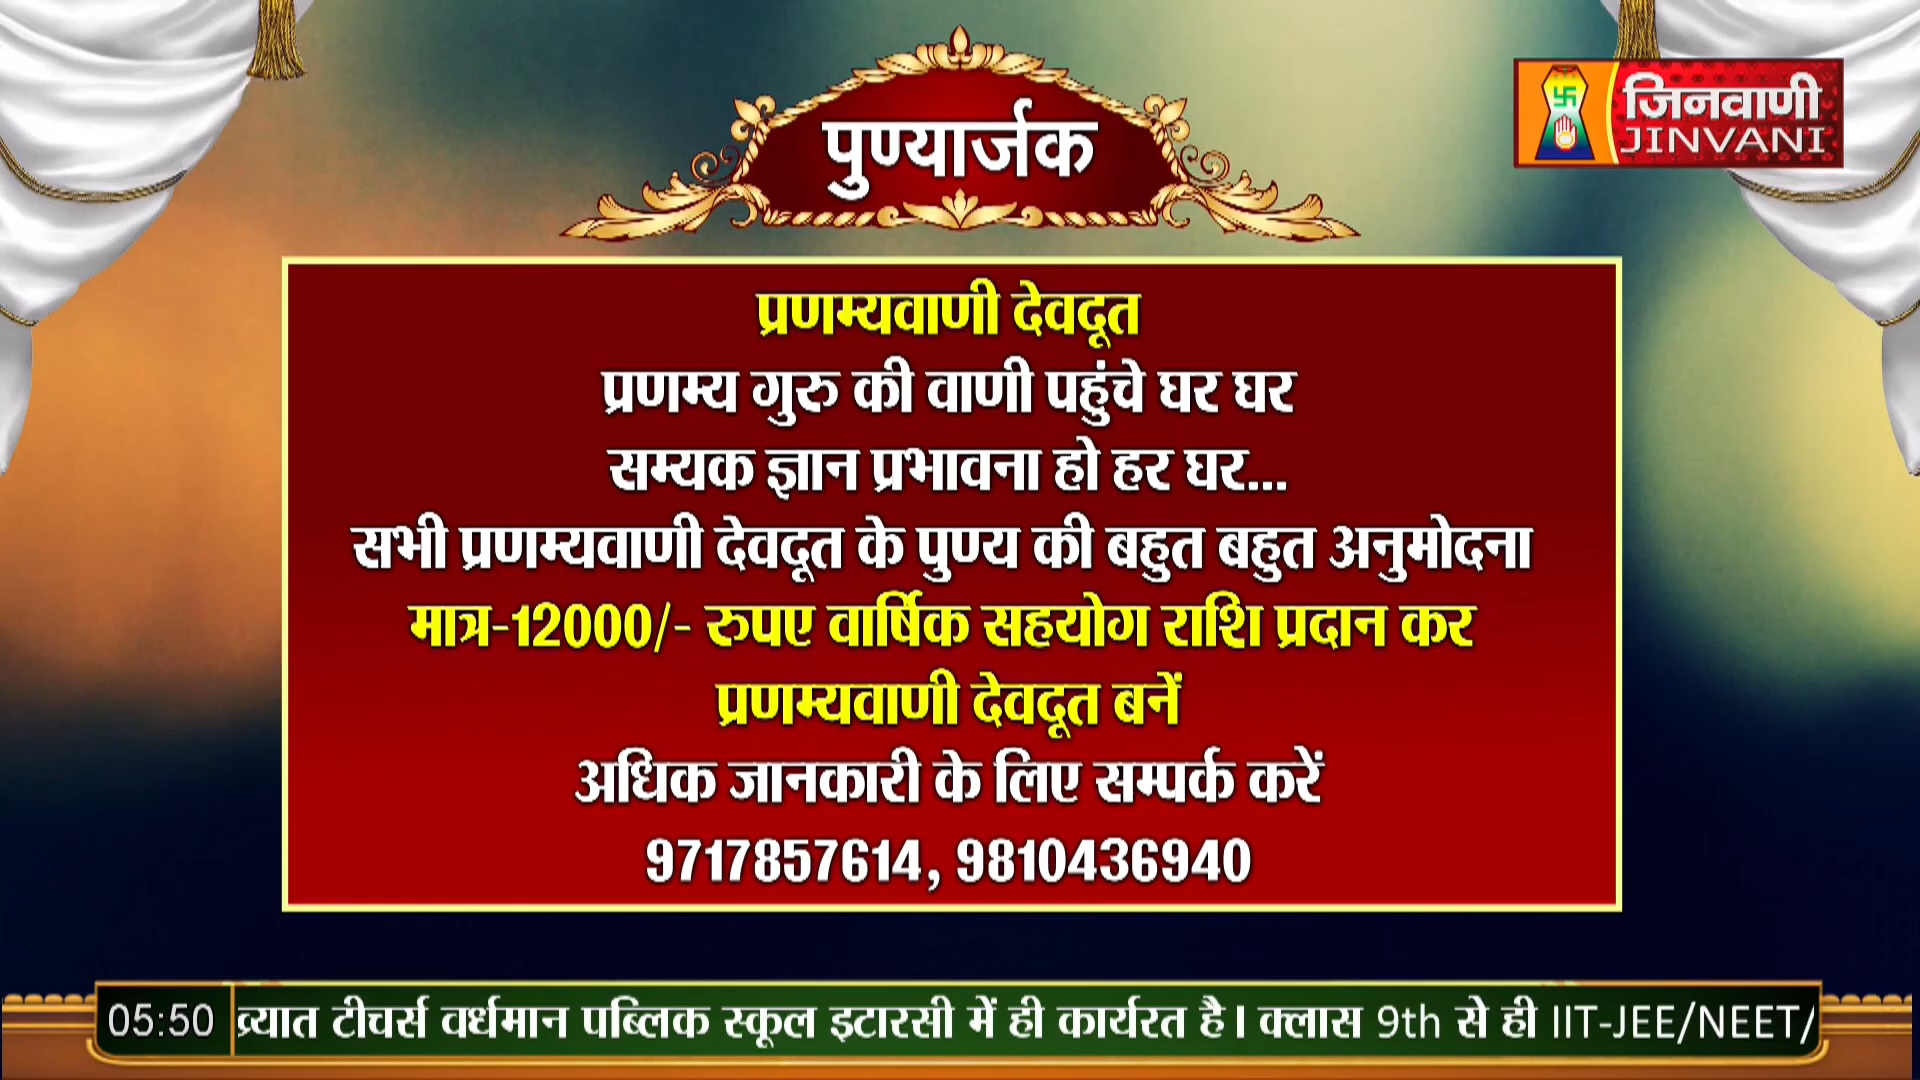 पुण्यार्जक
जिनवाणी
JINVANI
प्रणम्यवाणी देवदूत
प्रणम्य गुरु की वाणी पहुंचे घर घर
सम्यक ज्ञान प्रभावना हो हर घर...
सभी प्रणम्यवाणी देवदूत के पुण्य की बहुत बहुत अनुमोदना
मात्र-12000/- रुपए वार्षिक सहयोग राशि प्रदान कर
प्रणम्यवाणी देवदूत बनें
अधिक जानकारी के लिए सम्पर्क करें
9717857614, 9810436940
05:50 टीचर्स वर्धमान पब्लिक स्कूल इटारसी में ही कार्यरत है। क्लास 9th से ही IIT-JEE/NEET/